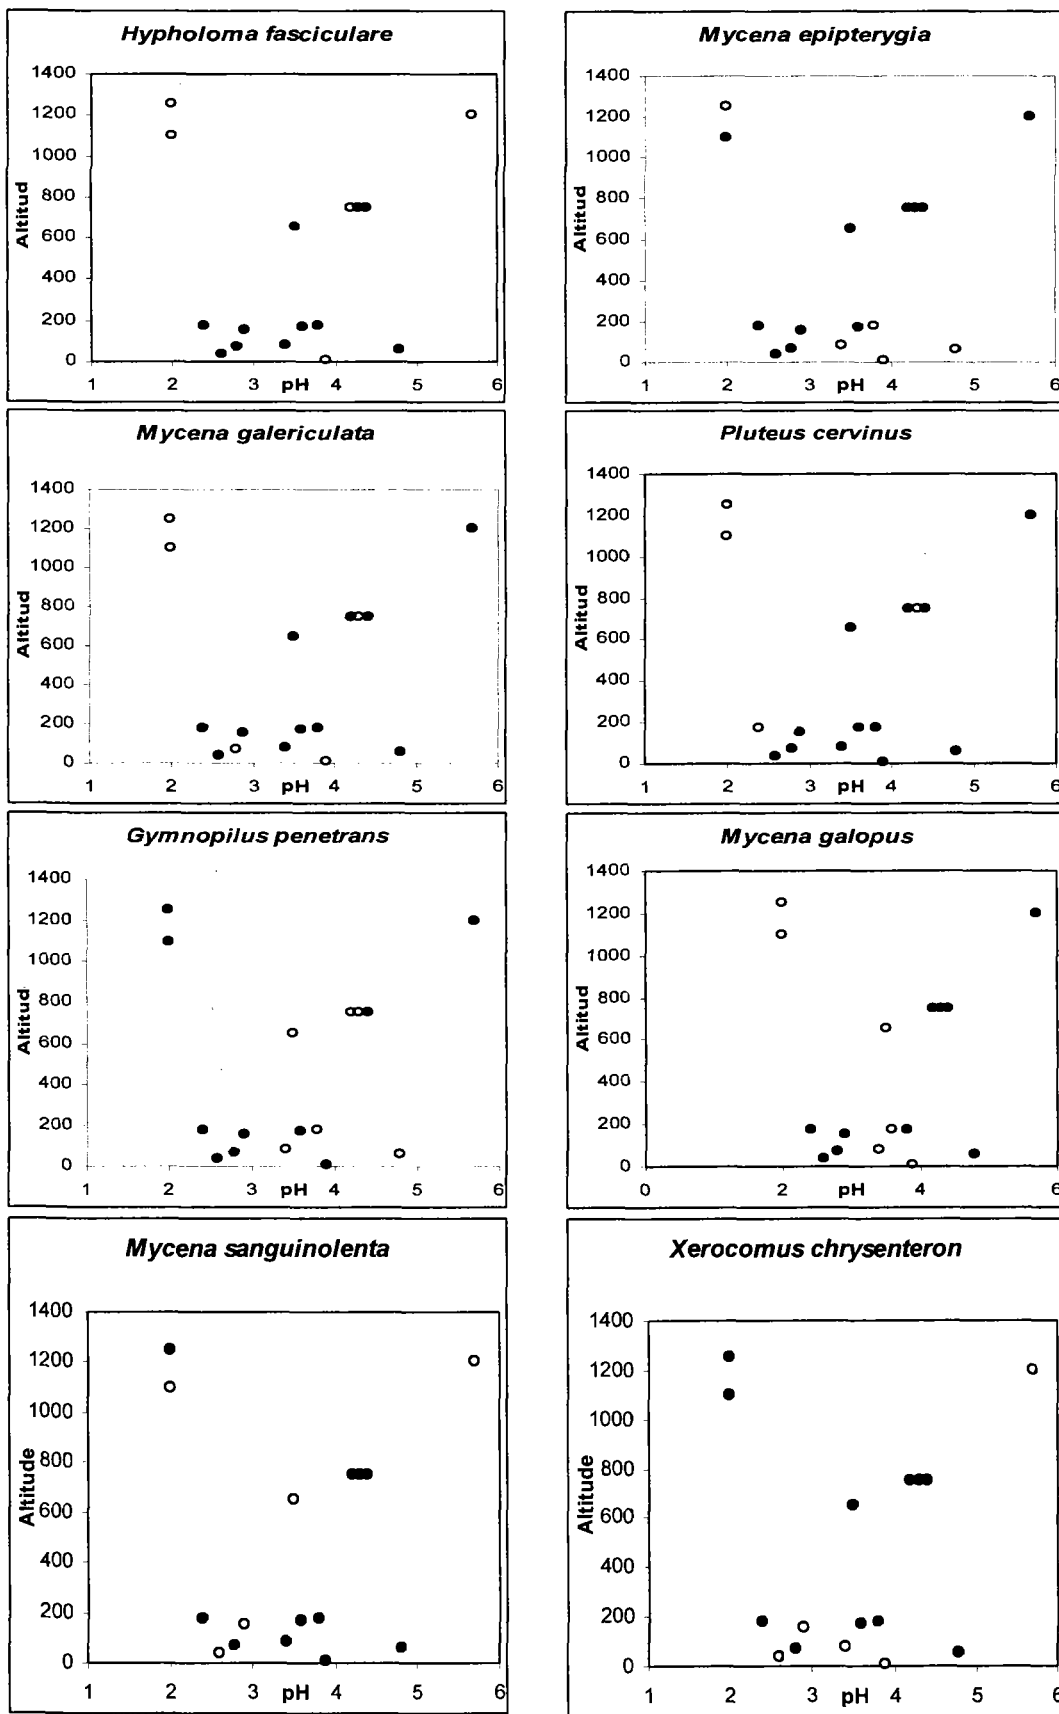 Hypholoma fasciculare
1400
1200
1000
800
600
400
200
0
Altitud
1 2 3 pH 4 5 6
Mycena epipterygia
1400
1200
1000
800
600
400
200
0
Altitud
1 2 3 pH 4 5 6
Mycena galericulata
1400
1200
1000
800
600
400
200
0
Altitud
1 2 3 pH 4 5 6
Pluteus cervinus
1400
1200
1000
800
600
400
200
0
Altitud
1 2 3 pH 4 5 6
Gymnopilus penetrans
1400
1200
1000
800
600
400
200
0
Altitud
1 2 3 pH 4 5 6
Mycena galopus
1400
1200
1000
800
600
400
200
0
Altitud
0 2 pH 4 6
Mycena sanguinolenta
1400
1200
1000
800
600
400
200
0
Altitude
1 2 3 pH 4 5 6
Xerocomus chrysenteron
1400
1200
1000
800
600
400
200
0
Altitude
1 2 3 pH 4 5 6